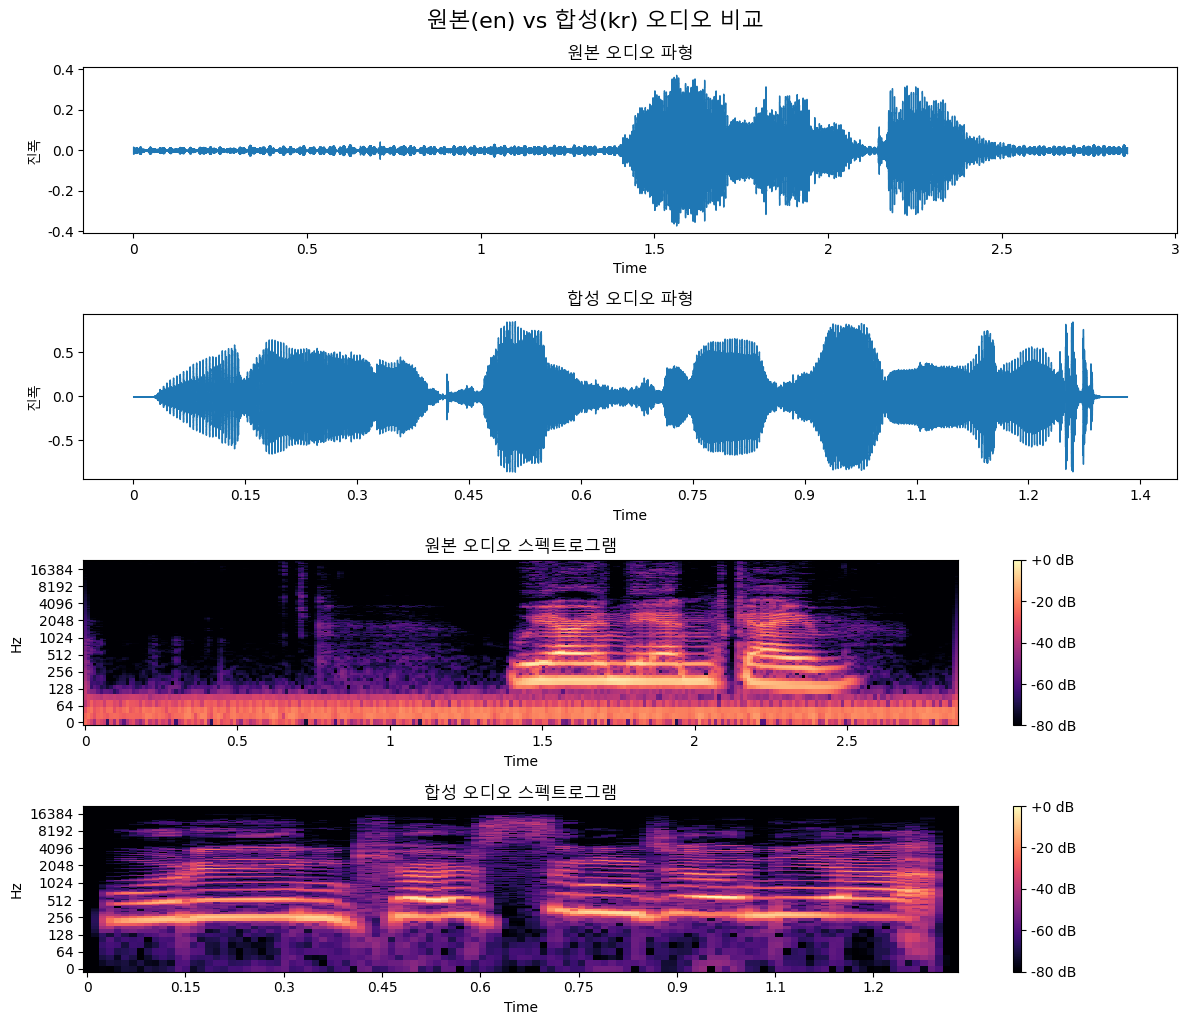 원본(en) vs 합성(kr) 오디오 비교
원본 오디오 파형
0.4
0.2
0.0
-0.2
-0.4
진폭
0 0.5 1 1.5 2 2.5 3
Time
합성 오디오 파형
0.5
0.0
-0.5
진폭
0 0.15 0.3 0.45 0.6 0.75 0.9 1.1 1.2 1.4
Time
원본 오디오 스펙트로그램
16384
8192
4096
2048
1024
512
256
128
64
0
Hz
0 0.5 1 1.5 2 2.5
Time
+0 dB
-20 dB
-40 dB
-60 dB
-80 dB
합성 오디오 스펙트로그램
16384
8192
4096
2048
1024
512
256
128
64
0
Hz
0 0.15 0.3 0.45 0.6 0.75 0.9 1.1 1.2
Time
+0 dB
-20 dB
-40 dB
-60 dB
-80 dB